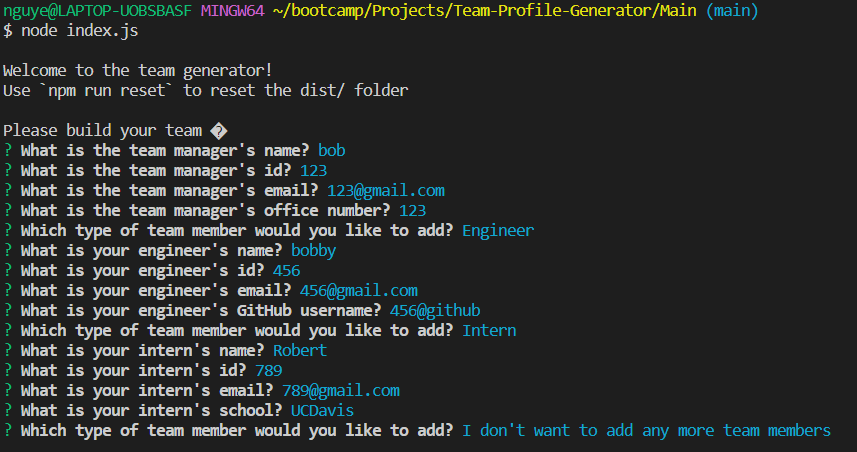 nguye@LAPTOP-UOBSBASF MINGW64 ~/bootcamp/Projects/Team-Profile-Generator/Main (main)
$ node index.js
Welcome to the team generator!
Use `npm run reset` to reset the dist/ folder
Please build your team �
? What is the team manager's name? bob
? What is the team manager's id? 123
? What is the team manager's email? 123@gmail.com
? What is the team manager's office number? 123
? Which type of team member would you like to add? Engineer
? What is your engineer's name? bobby
? What is your engineer's id? 456
? What is your engineer's email? 456@gmail.com
? What is your engineer's GitHub username? 456@github
? Which type of team member would you like to add? Intern
? What is your intern's name? Robert
? What is your intern's id? 789
? What is your intern's email? 789@gmail.com
? What is your intern's school? UCDavis
? Which type of team member would you like to add? I don't want to add any more team members